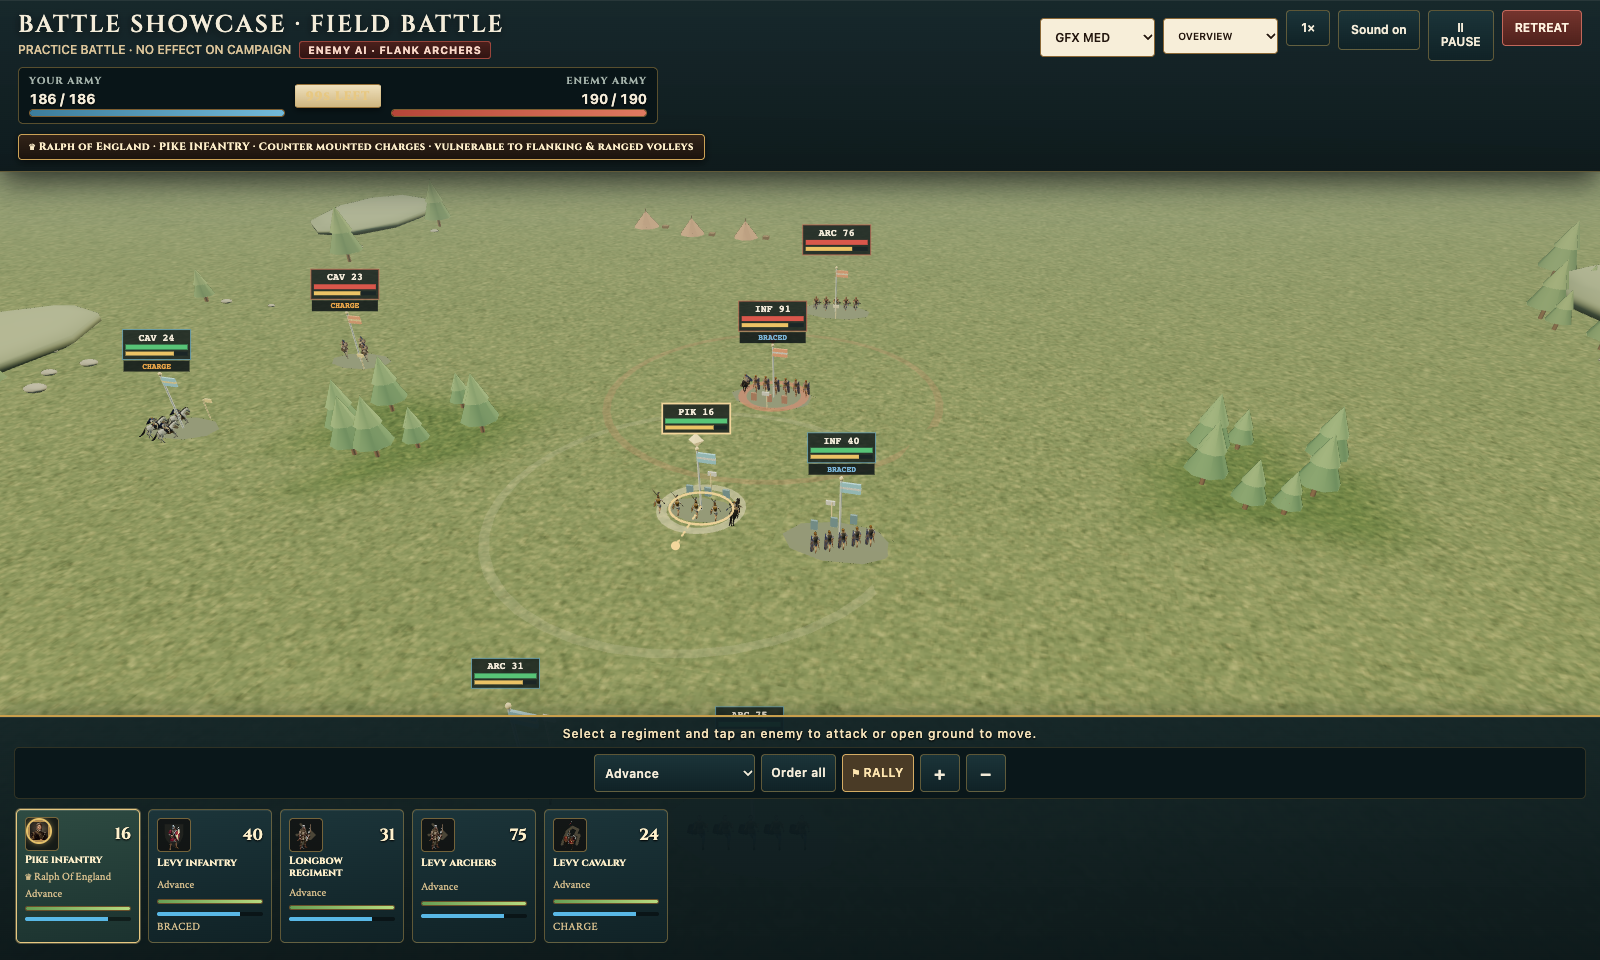 BATTLE SHOWCASE · FIELD BATTLE
PRACTICE BATTLE · NO EFFECT ON CAMPAIGN
ENEMY AI · FLANK ARCHERS
GFX MED
OVERVIEW
1×
Sound on
II
PAUSE
RETREAT
YOUR ARMY
ENEMY ARMY
186 / 186
190 / 190
♛ RALPH OF ENGLAND · PIKE INFANTRY · COUNTER MOUNTED CHARGES · VULNERABLE TO FLANKING & RANGED VOLLEYS
ARC 76
CAV 23
CHARGE
INF 91
BRACED
CAV 24
CHARGE
PIK 16
INF 40
BRACED
ARC 31
ARC 75
Select a regiment and tap an enemy to attack or open ground to move.
Advance
Order all
⚑ RALLY
+
−
16
PIKE INFANTRY
♛ Ralph Of England
Advance
40
LEVY INFANTRY
Advance
BRACED
31
LONGBOW
REGIMENT
Advance
75
LEVY ARCHERS
Advance
24
LEVY CAVALRY
Advance
CHARGE